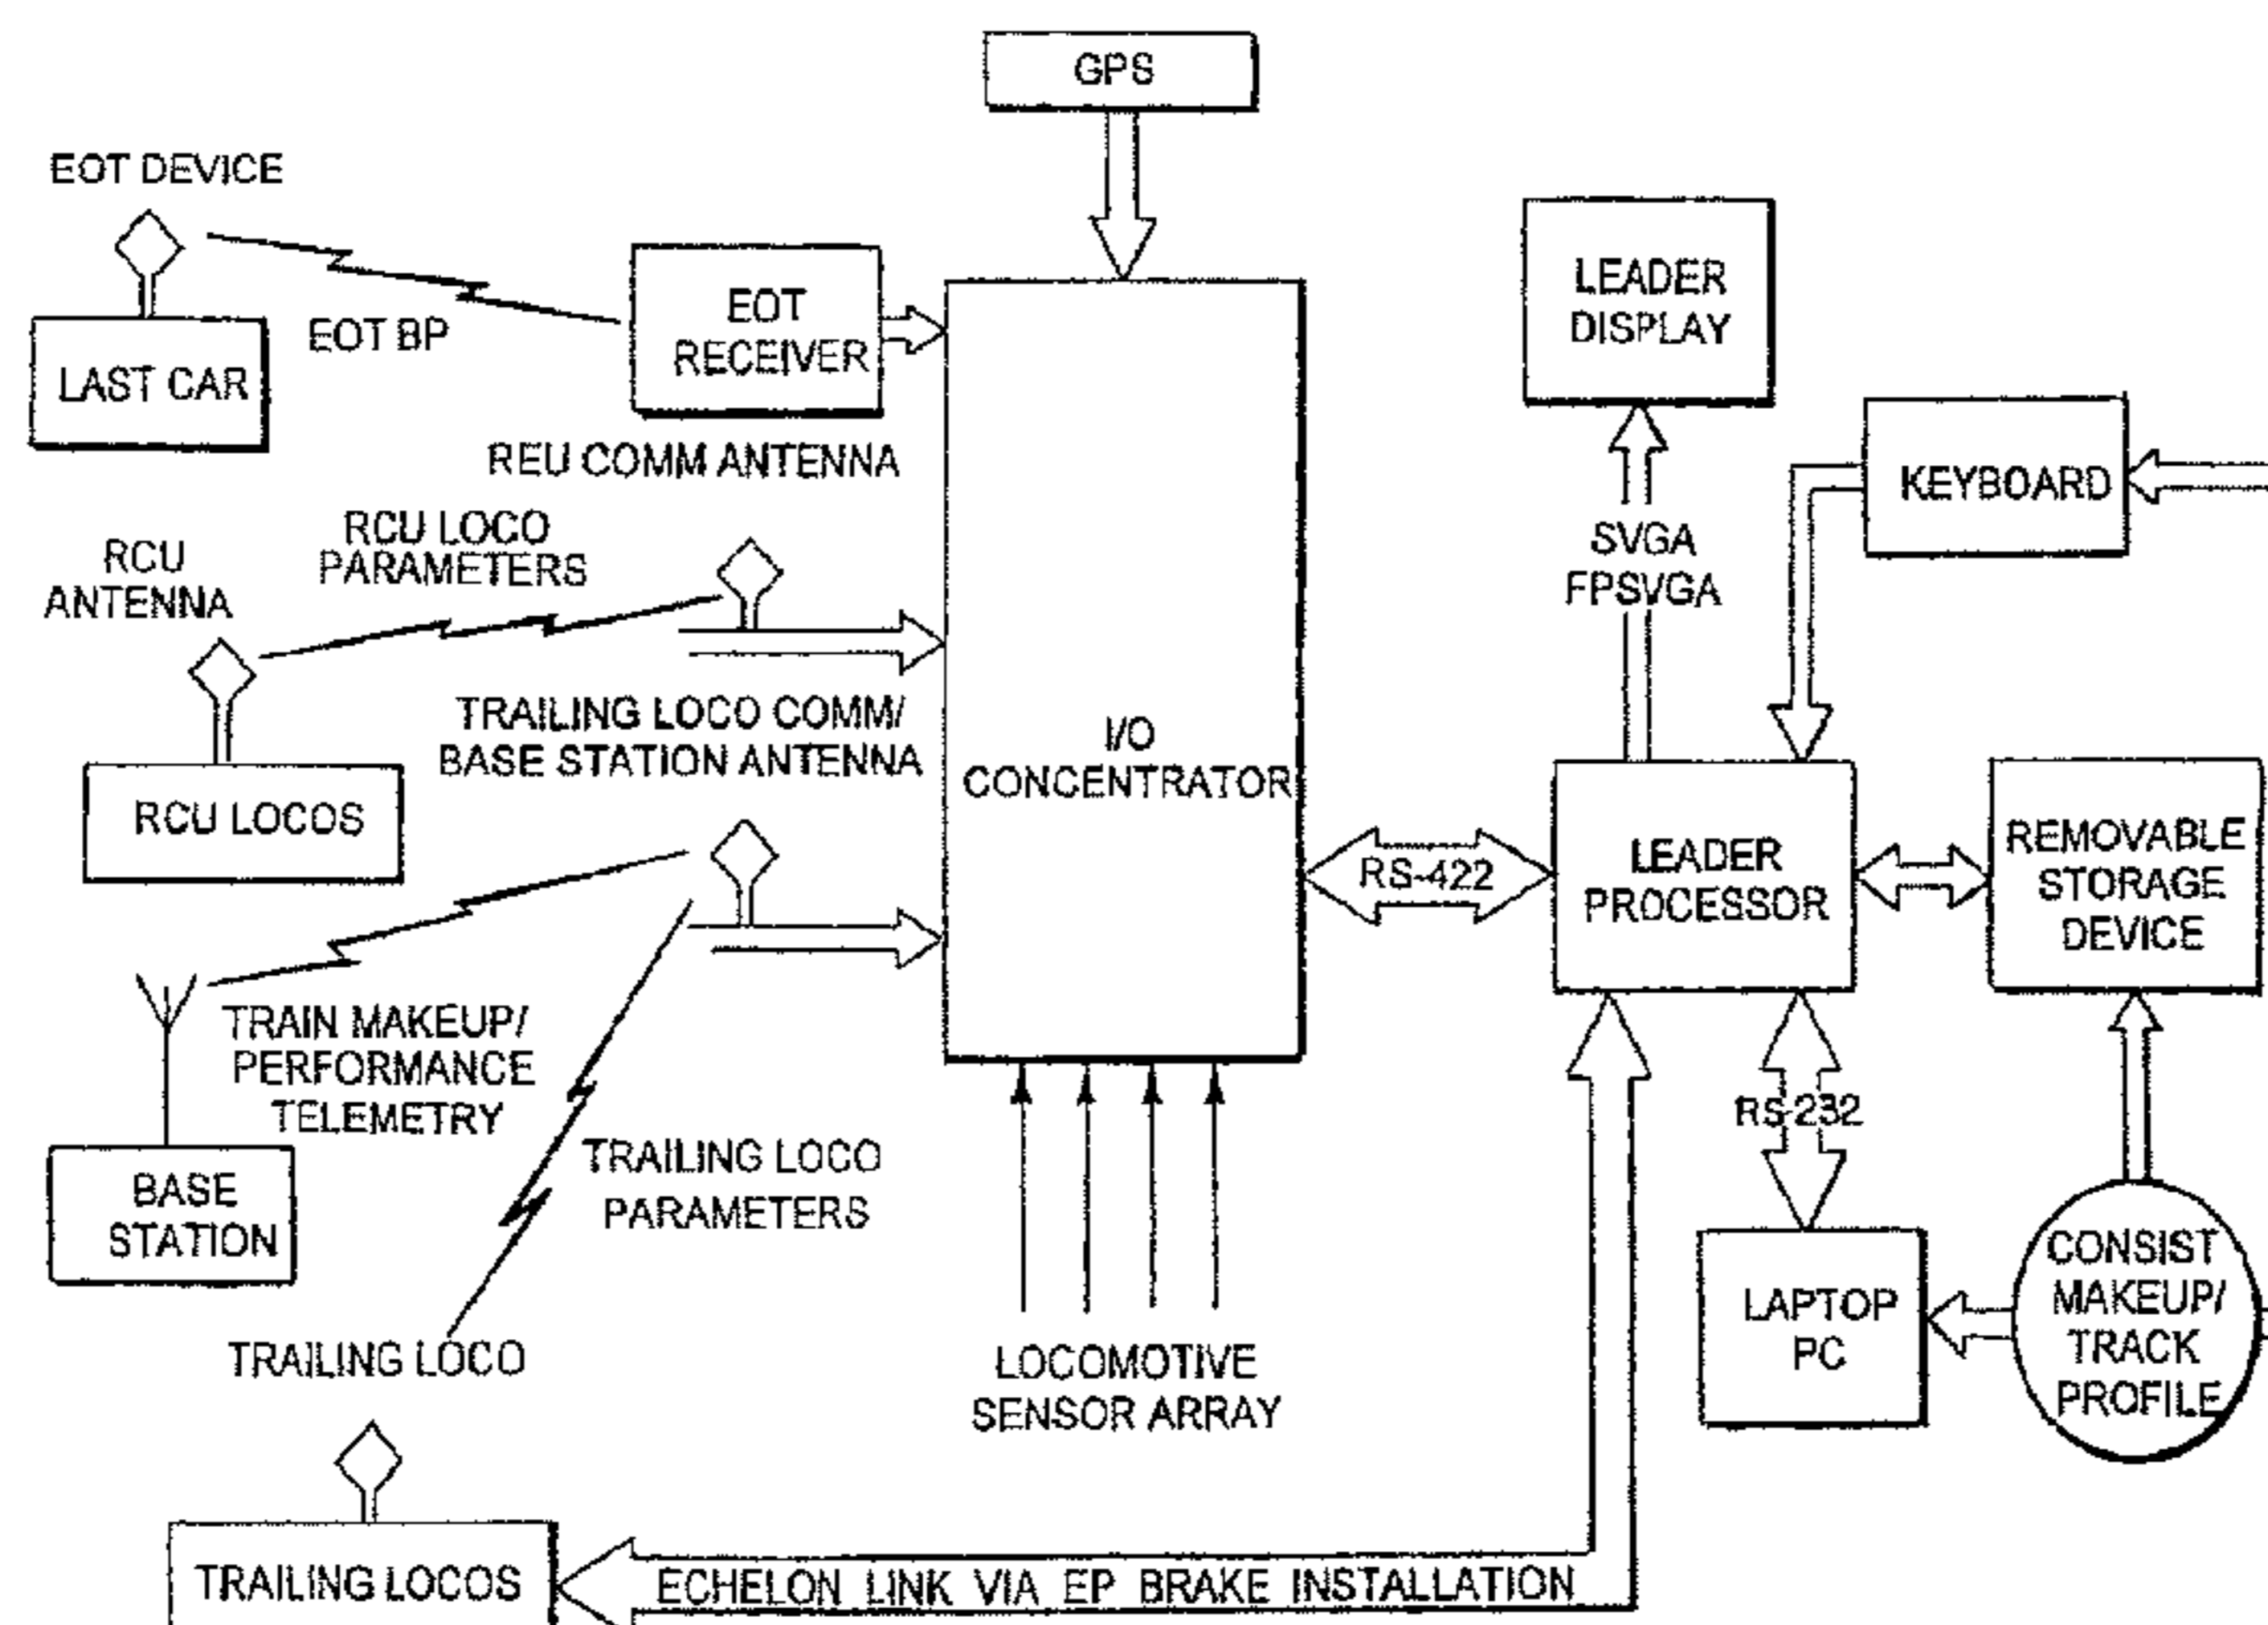 GPS
EOT DEVICE
EOT BP
LAST CAR
EOT
RECEIVER
REU COMM ANTENNA
LEADER
DISPLAY
KEYBOARD
SVGA
FPSVGA
RCU
ANTENNA
RCU LOCO
PARAMETERS
RCU LOCOS
TRAILING LOCO COMM/
BASE STATION ANTENNA
I/O
CONCENTRATOR
RS-422
LEADER
PROCESSOR
REMOVABLE
STORAGE
DEVICE
TRAIN MAKEUP/
PERFORMANCE
TELEMETRY
BASE
STATION
TRAILING LOCO
PARAMETERS
RS-232
LAPTOP
PC
CONSIST
MAKEUP/
TRACK
PROFILE
TRAILING LOCO
LOCOMOTIVE
SENSOR ARRAY
TRAILING LOCOS
ECHELON LINK VIA EP BRAKE INSTALLATION